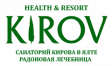 HEALTH & RESORT
KIROV
САНАТОРИЙ КИРОВА В ЯЛТЕ
РАДОНОВАЯ ЛЕЧЕБНИЦА